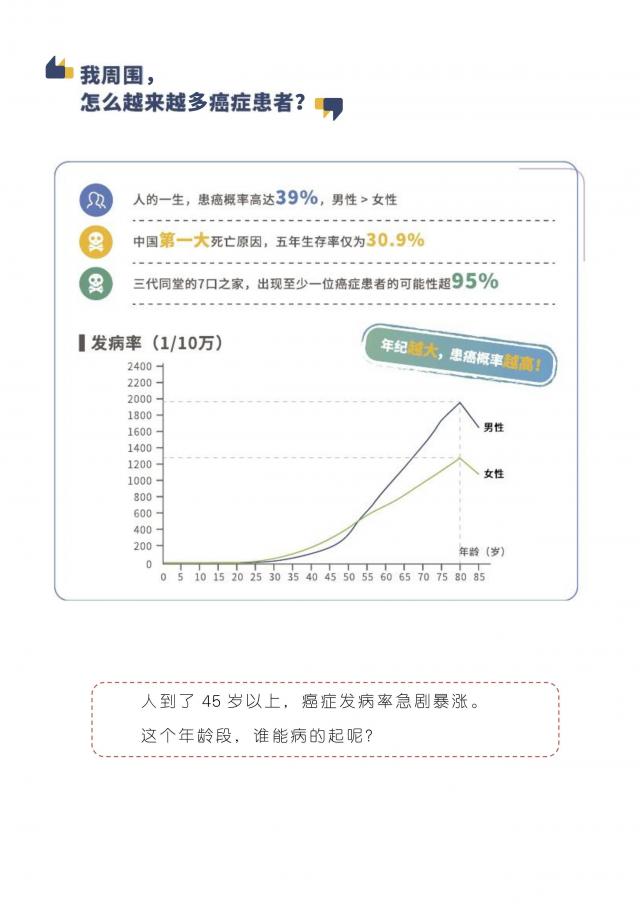 我周围，
怎么越来越多癌症患者?
人的一生，患癌概率高达39%，男性 > 女性
中国第一大死亡原因，五年生存率仅为30.9%
三代同堂的7口之家，出现至少一位癌症患者的可能性超95%
发病率（1/10万）
年纪越大，患癌概率越高!
2400
2200
2000
1800
1600
1400
1200
1000
800
600
400
200
0
男性
女性
年龄（岁）
0 5 10 15 20 25 30 35 40 45 50 55 60 65 70 75 80 85
人到了 45 岁以上，癌症发病率急剧暴涨。
这个年龄段，谁能病的起呢?